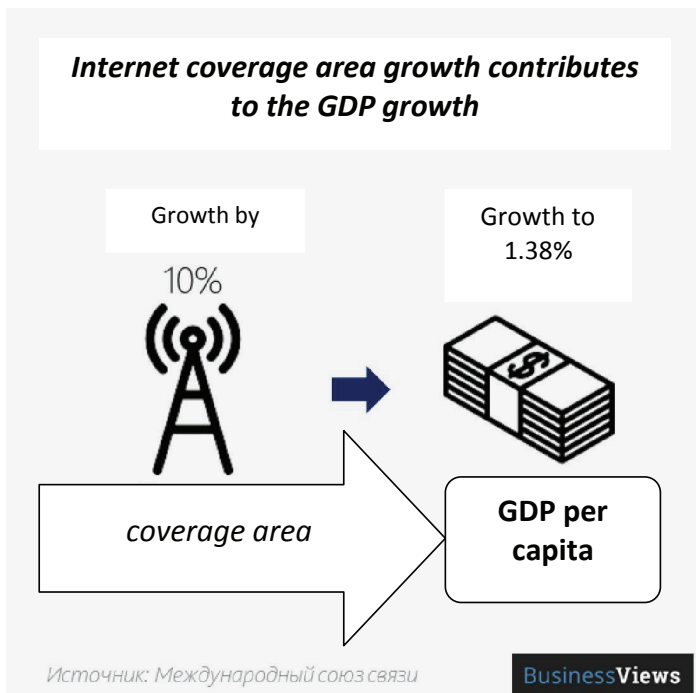 Internet coverage area growth contributes
to the GDP growth
Growth by
10%
Growth to
1.38%
$
coverage area
GDP per
capita
Источник: Международный союз связи
BusinessViews